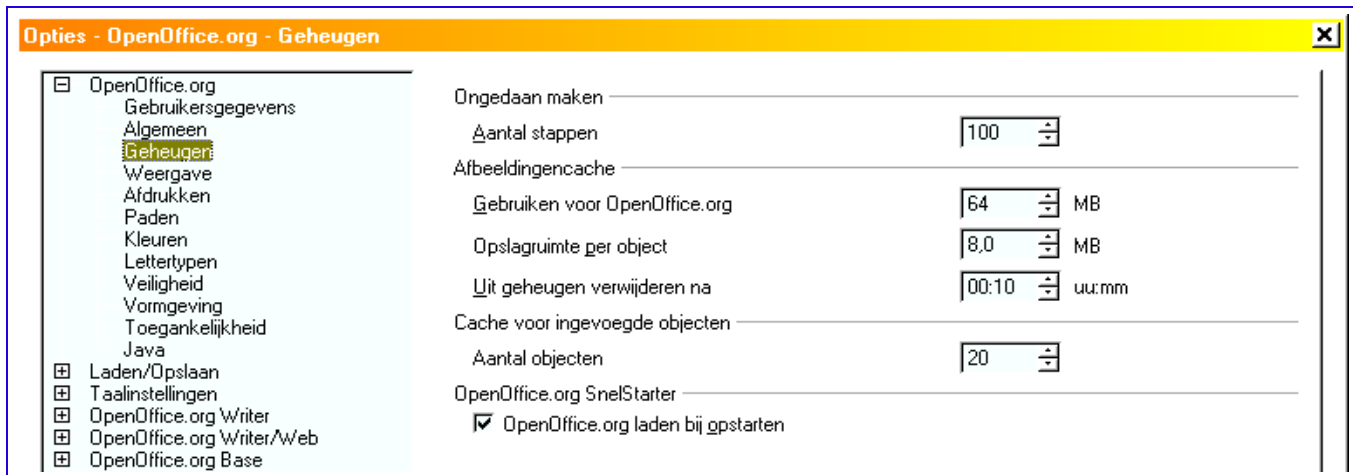 Opties - OpenOffice.org - Geheugen
OpenOffice.org
Gebruikersgegevens
Algemeen
Geheugen
Weergave
Afdrukken
Paden
Kleuren
Lettertypen
Veiligheid
Vormgeving
Toegankelijkheid
Java
Laden/Opslaan
Taalinstellingen
OpenOffice.org Writer
OpenOffice.org Writer/Web
OpenOffice.org Base
Ongedaan maken
Aantal stappen 100
Afbeeldingencache
Gebruiken voor OpenOffice.org 64 MB
Opslagruimte per object 8,0 MB
Uit geheugen verwijderen na 00:10 uu:mm
Cache voor ingevoegde objecten
Aantal objecten 20
OpenOffice.org SnelStarter
OpenOffice.org laden bij opstarten